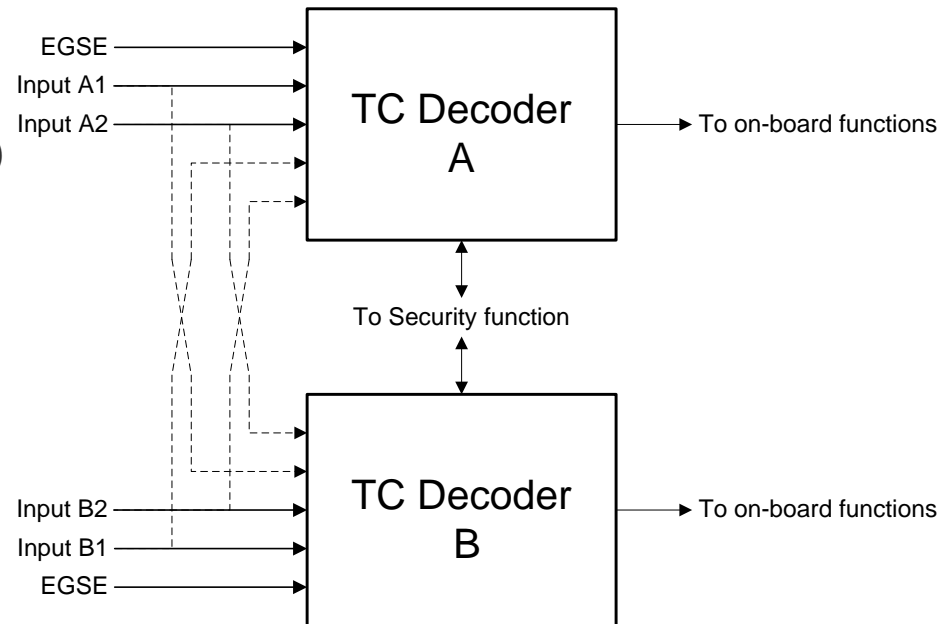 EGSE
Input A1
Input A2
)
TC Decoder
A
To on-board functions
To Security function
Input B2
Input B1
EGSE
TC Decoder
B
To on-board functions